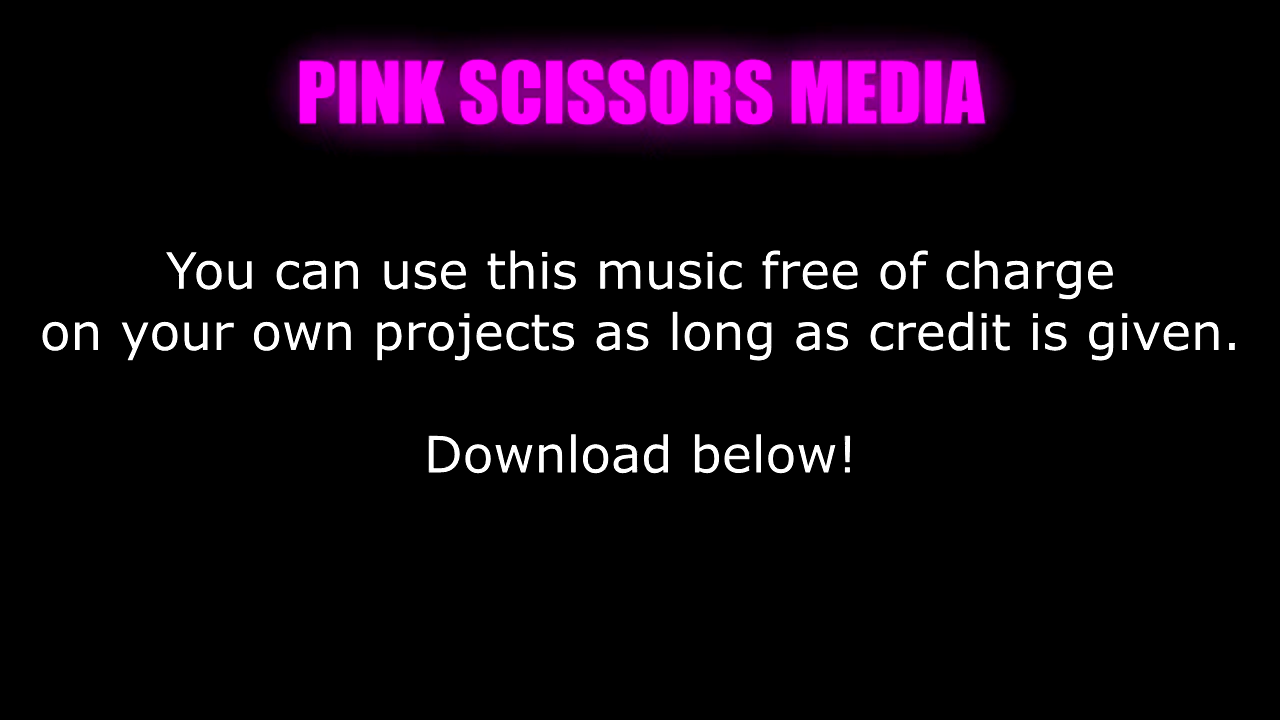 PINK SCISSORS MEDIA
You can use this music free of charge
on your own projects as long as credit is given.
Download below!